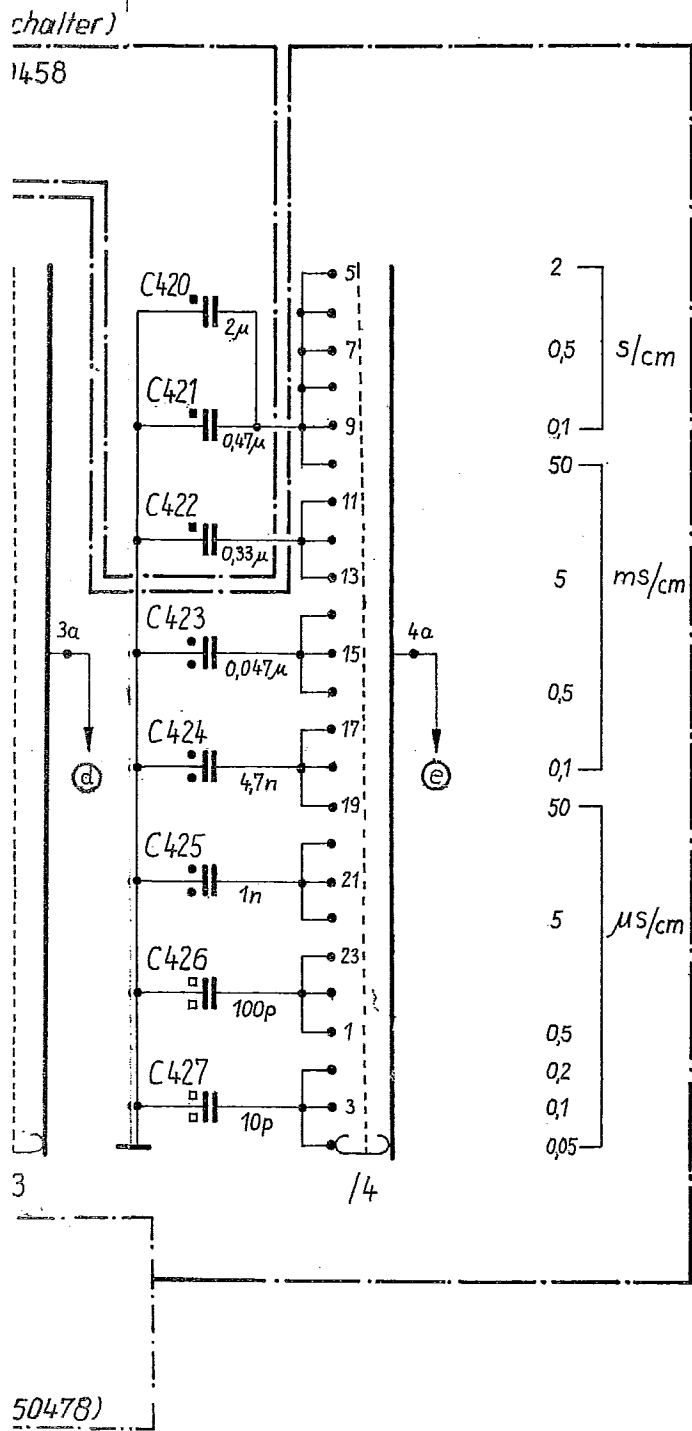 chalter)
0458
C420
2µ
5
7
C421
0,47µ
9
C422
0,33µ
11
13
C423
0,047µ
15
C424
4,7n
17
19
C425
1n
21
C426
100p
23
1
C427
10p
3
3a
d
4a
e
2
0,5
s/cm
0,1
50
5
ms/cm
0,5
0,1
50
5
µs/cm
0,5
0,2
0,1
0,05
3
/4
50478)